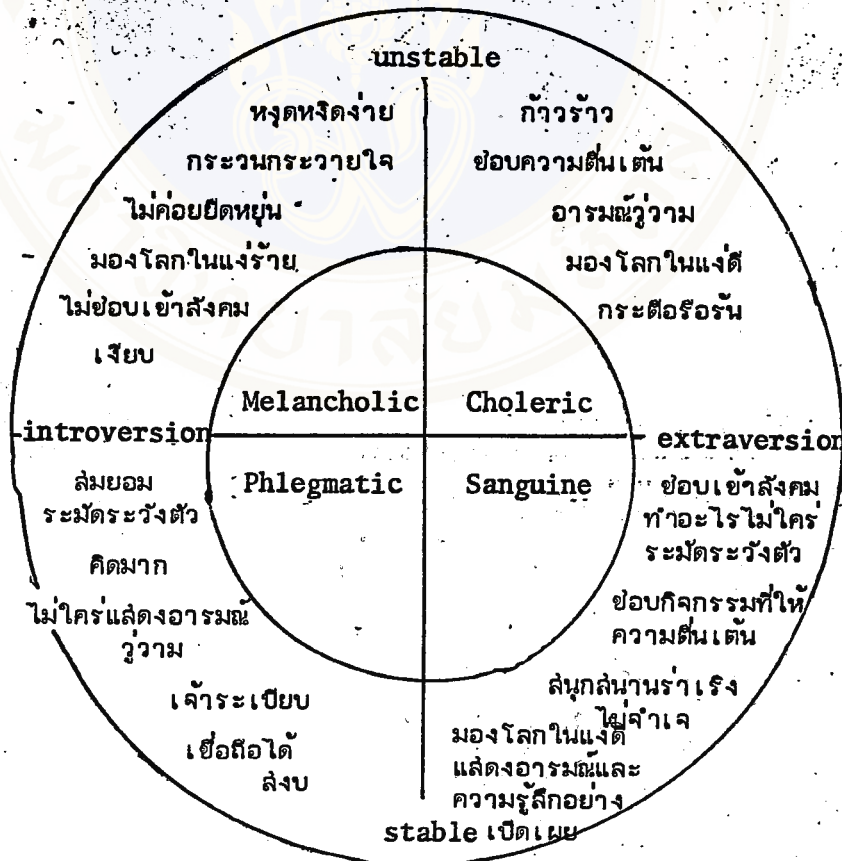 unstable
หงุดหงิดง่าย
กระวนกระวายใจ
ไม่ค่อยยืดหยุ่น
มองโลกในแง่ร้าย
ไม่ชอบเข้าสังคม
เงียบ
ก้าวร้าว
ชอบความตื่นเต้น
อารมณ์วู่วาม
มองโลกในแง่ดี
กระตือรือร้น
Melancholic
Choleric
introversion
extraversion
Phlegmatic
Sanguine
สมยอม
ระมัดระวังตัว
คิดมาก
ไม่ใคร่แสดงอารมณ์
วู่วาม
เจ้าระเบียบ
เชื่อถือได้
สงบ
ชอบเข้าสังคม
ทำอะไรไม่ใคร่
ระมัดระวังตัว
ชอบกิจกรรมที่ให้
ความตื่นเต้น
สนุกสนานร่าเริง
ไม่จำเจ
มองโลกในแง่ดี
แสดงอารมณ์และ
ความรู้สึกอย่าง
stable เปิดเผย